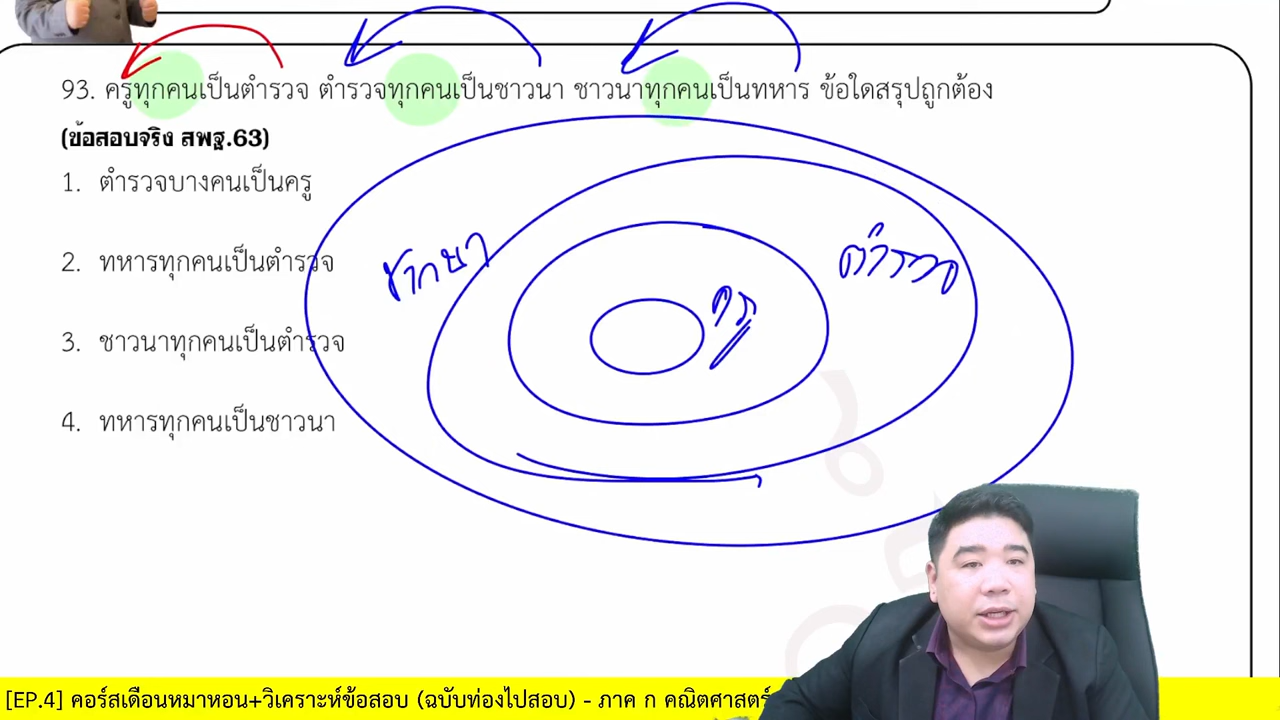 93. ครูทุกคนเป็นตำรวจ ตำรวจทุกคนเป็นชาวนา ชาวนาทุกคนเป็นทหาร ข้อใดสรุปถูกต้อง
(ข้อสอบจริง สพฐ.63)
1. ตำรวจบางคนเป็นครู
2. ทหารทุกคนเป็นตำรวจ
3. ชาวนาทุกคนเป็นตำรวจ
4. ทหารทุกคนเป็นชาวนา
ตำรวจ
ครู
[EP.4] คอร์สเดือนหมาหอน+วิเคราะห์ข้อสอบ (ฉบับท่องไปสอบ) - ภาค ก คณิตศาสตร์